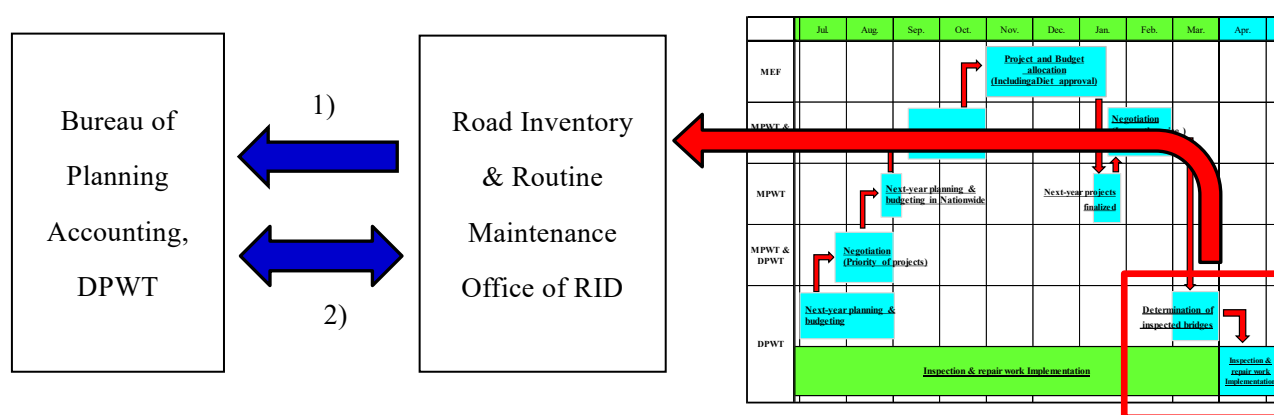 Bureau of
Planning
Accounting,
DPWT
1)
2)
Road Inventory
& Routine
Maintenance
Office of RID
Jul.
Aug.
Sep.
Oct.
Nov.
Dec.
Jan.
Feb.
Mar.
Apr.
MEF
Project and Budget
allocation
(IncludingaDiet approval)
MPWT &
Negotiation
MPWT
Next-year planning &
budgeting in Nationwide
Next-year projects
finalized
MPWT &
DPWT
Negotiation
(Priority of projects)
DPWT
Next-year planning &
budgeting
Determination of
inspected bridges
Inspection & repair work Implementation
Inspection &
repair work
Implementation